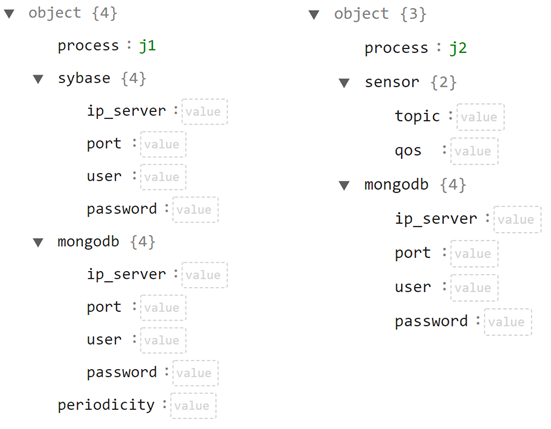 object {4}
process : j1
sybase {4}
ip_server : value
port : value
user : value
password : value
mongodb {4}
ip_server : value
port : value
user : value
password : value
periodicity : value
object {3}
process : j2
sensor {2}
topic : value
qos : value
mongodb {4}
ip_server : value
port : value
user : value
password : value